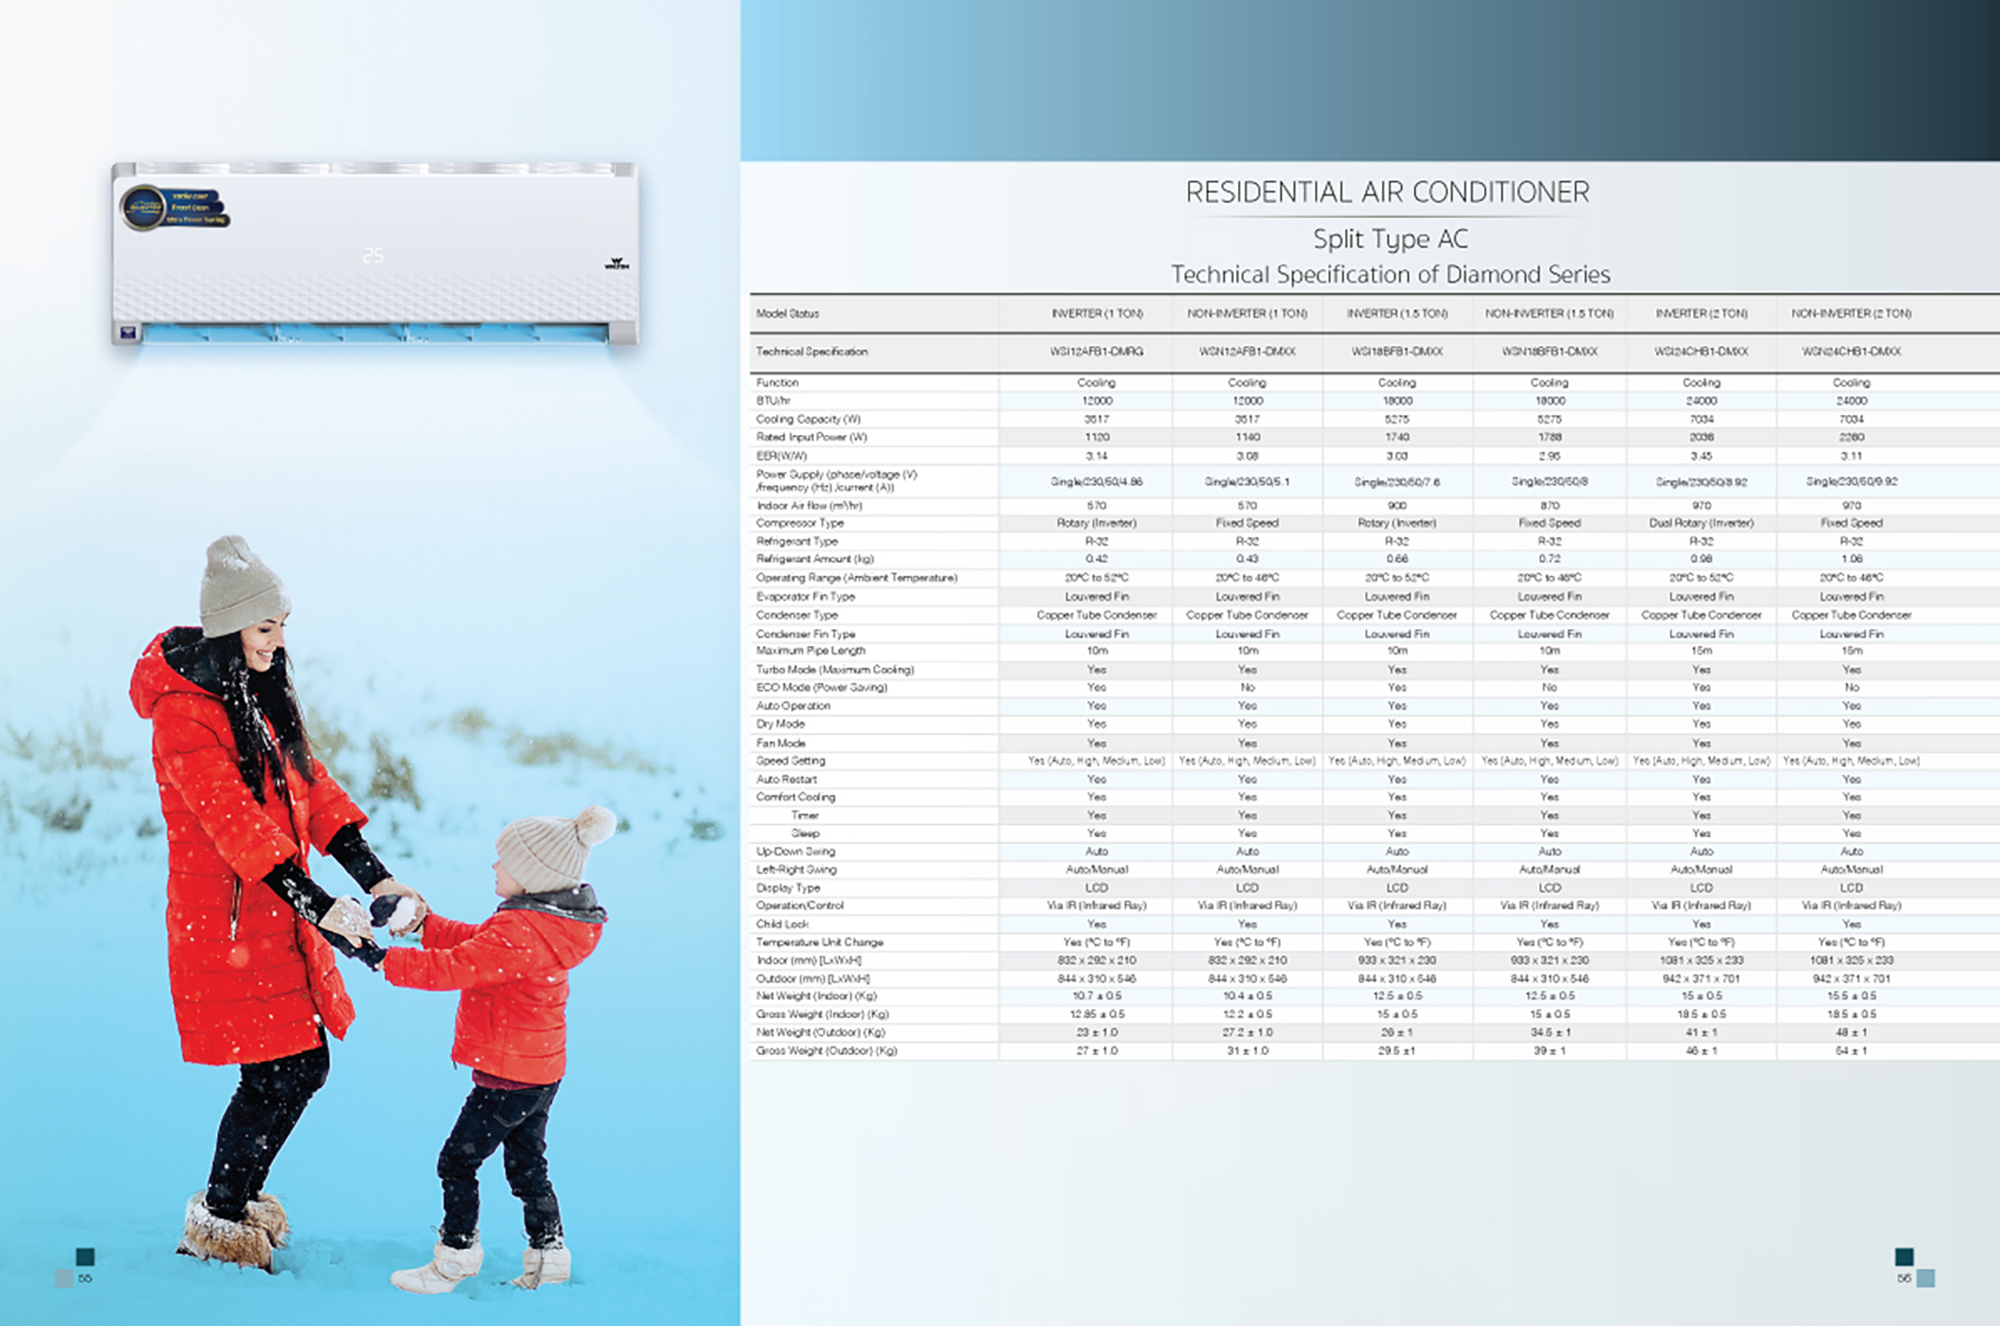 Frost Clean
Ultra Power Saving
25
WALTON
55
RESIDENTIAL AIR CONDITIONER
Split Type AC
Technical Specification of Diamond Series
Model Status INVERTER (1 TON) NON-INVERTER (1 TON) INVERTER (1.5 TON) NON-INVERTER (1.5 TON) INVERTER (2 TON) NON-INVERTER (2 TON)
Technical Specification WSI12AFB1-DMRG WSN12AFB1-DMXX WSI18BFB1-DMXX WSN18BFB1-DMXX WSI24CHB1-DMXX WSN24CHB1-DMXX
Function Cooling Cooling Cooling Cooling Cooling Cooling
BTU/hr 12000 12000 18000 18000 24000 24000
Cooling Capacity (W) 3517 3517 5275 5275 7034 7034
Rated Input Power (W) 1120 1140 1740 1788 2036 2260
EER(W/W) 3.14 3.08 3.03 2.95 3.45 3.11
Power Supply (phase/voltage (V)
/frequency (Hz) /current (A)) Single/230/50/4.86 Single/230/50/5.1 Single/230/50/7.6 Single/230/50/8 Single/230/50/8.92 Single/230/50/9.92
Indoor Air flow (m³/hr) 570 570 900 870 970 970
Compressor Type Rotary (Inverter) Fixed Speed Rotary (Inverter) Fixed Speed Dual Rotary (Inverter) Fixed Speed
Refrigerant Type R-32 R-32 R-32 R-32 R-32 R-32
Refrigerant Amount (kg) 0.42 0.43 0.66 0.72 0.98 1.06
Operating Range (Ambient Temperature) 20°C to 52°C 20°C to 46°C 20°C to 52°C 20°C to 46°C 20°C to 52°C 20°C to 46°C
Evaporator Fin Type Louvered Fin Louvered Fin Louvered Fin Louvered Fin Louvered Fin Louvered Fin
Condenser Type Copper Tube Condenser Copper Tube Condenser Copper Tube Condenser Copper Tube Condenser Copper Tube Condenser Copper Tube Condenser
Condenser Fin Type Louvered Fin Louvered Fin Louvered Fin Louvered Fin Louvered Fin Louvered Fin
Maximum Pipe Length 10m 10m 10m 10m 15m 15m
Turbo Mode (Maximum Cooling) Yes Yes Yes Yes Yes Yes
ECO Mode (Power Saving) Yes No Yes No Yes No
Auto Operation Yes Yes Yes Yes Yes Yes
Dry Mode Yes Yes Yes Yes Yes Yes
Fan Mode Yes Yes Yes Yes Yes Yes
Speed Setting Yes (Auto, High, Medium, Low) Yes (Auto, High, Medium, Low) Yes (Auto, High, Medium, Low) Yes (Auto, High, Medium, Low) Yes (Auto, High, Medium, Low) Yes (Auto, High, Medium, Low)
Auto Restart Yes Yes Yes Yes Yes Yes
Comfort Cooling Yes Yes Yes Yes Yes Yes
Timer Yes Yes Yes Yes Yes Yes
Sleep Yes Yes Yes Yes Yes Yes
Up-Down Swing Auto Auto Auto Auto Auto Auto
Left-Right Swing Auto/Manual Auto/Manual Auto/Manual Auto/Manual Auto/Manual Auto/Manual
Display Type LCD LCD LCD LCD LCD LCD
Operation/Control Via IR (Infrared Ray) Via IR (Infrared Ray) Via IR (Infrared Ray) Via IR (Infrared Ray) Via IR (Infrared Ray) Via IR (Infrared Ray)
Child Lock Yes Yes Yes Yes Yes Yes
Temperature Unit Change Yes (°C to °F) Yes (°C to °F) Yes (°C to °F) Yes (°C to °F) Yes (°C to °F) Yes (°C to °F)
Indoor (mm) [LxWxH] 832 x 292 x 210 832 x 292 x 210 933 x 321 x 230 933 x 321 x 230 1081 x 325 x 233 1081 x 325 x 233
Outdoor (mm) [LxWxH] 844 x 310 x 546 844 x 310 x 546 844 x 310 x 546 844 x 310 x 546 942 x 371 x 701 942 x 371 x 701
Net Weight (Indoor) (Kg) 10.7 ± 0.5 10.4 ± 0.5 12.5 ± 0.5 12.5 ± 0.5 15 ± 0.5 15.5 ± 0.5
Gross Weight (Indoor) (Kg) 12.85 ± 0.5 12.2 ± 0.5 15 ± 0.5 15 ± 0.5 18.5 ± 0.5 18.5 ± 0.5
Net Weight (Outdoor) (Kg) 23 ± 1.0 27.2 ± 1.0 26 ± 1 34.5 ± 1 41 ± 1 48 ± 1
Gross Weight (Outdoor) (Kg) 27 ± 1.0 31 ± 1.0 29.5 ±1 39 ± 1 46 ± 1 54 ± 1
56